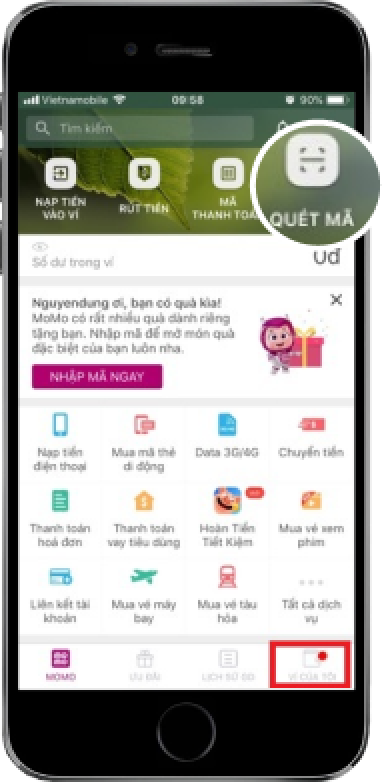 Vietnamobile 09:58 90%
Tìm kiếm
NẠP TIỀN VÀO VÍ
RÚT TIỀN
MÃ THANH TOÁN
QUÉT MÃ
Số dư trong ví 0đ
Nguyendung ơi, bạn có quà kìa!
MoMo có rất nhiều quà dành riêng
tặng bạn. Nhập mã để mở món quà
đặc biệt của bạn luôn nha.
NHẬP MÃ NGAY
Nạp tiền điện thoại
Mua mã thẻ di động
Data 3G/4G
Chuyển tiền
Thanh toán hoá đơn
Thanh toán vay tiêu dùng
Hoàn Tiền Tiết Kiệm
Mua vé xem phim
Liên kết tài khoản
Mua vé máy bay
Mua vé tàu hỏa
Tất cả dịch vụ
MOMO ƯU ĐÃI LỊCH SỬ GD VÍ CỦA TÔI